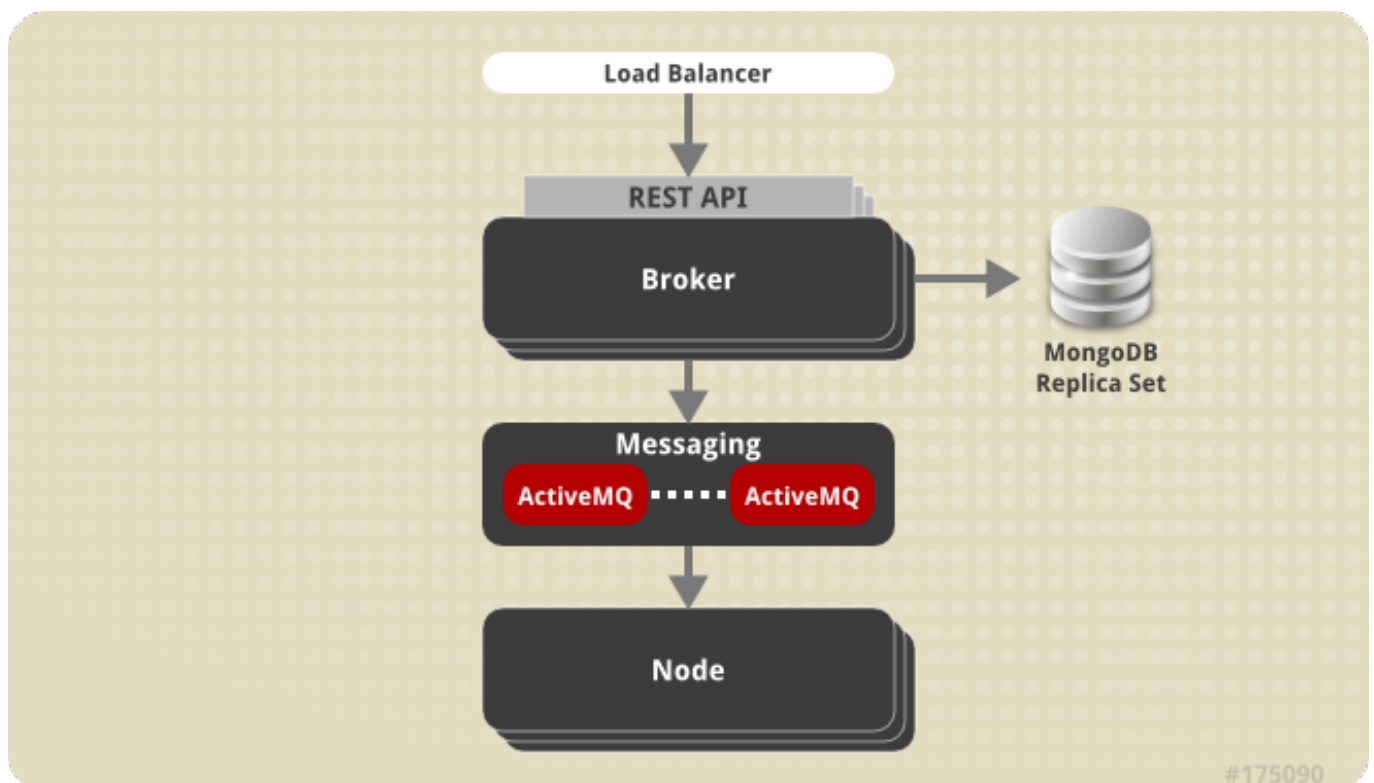 Load Balancer
REST API
Broker
MongoDB
Replica Set
Messaging
ActiveMQ ActiveMQ
Node
#175090